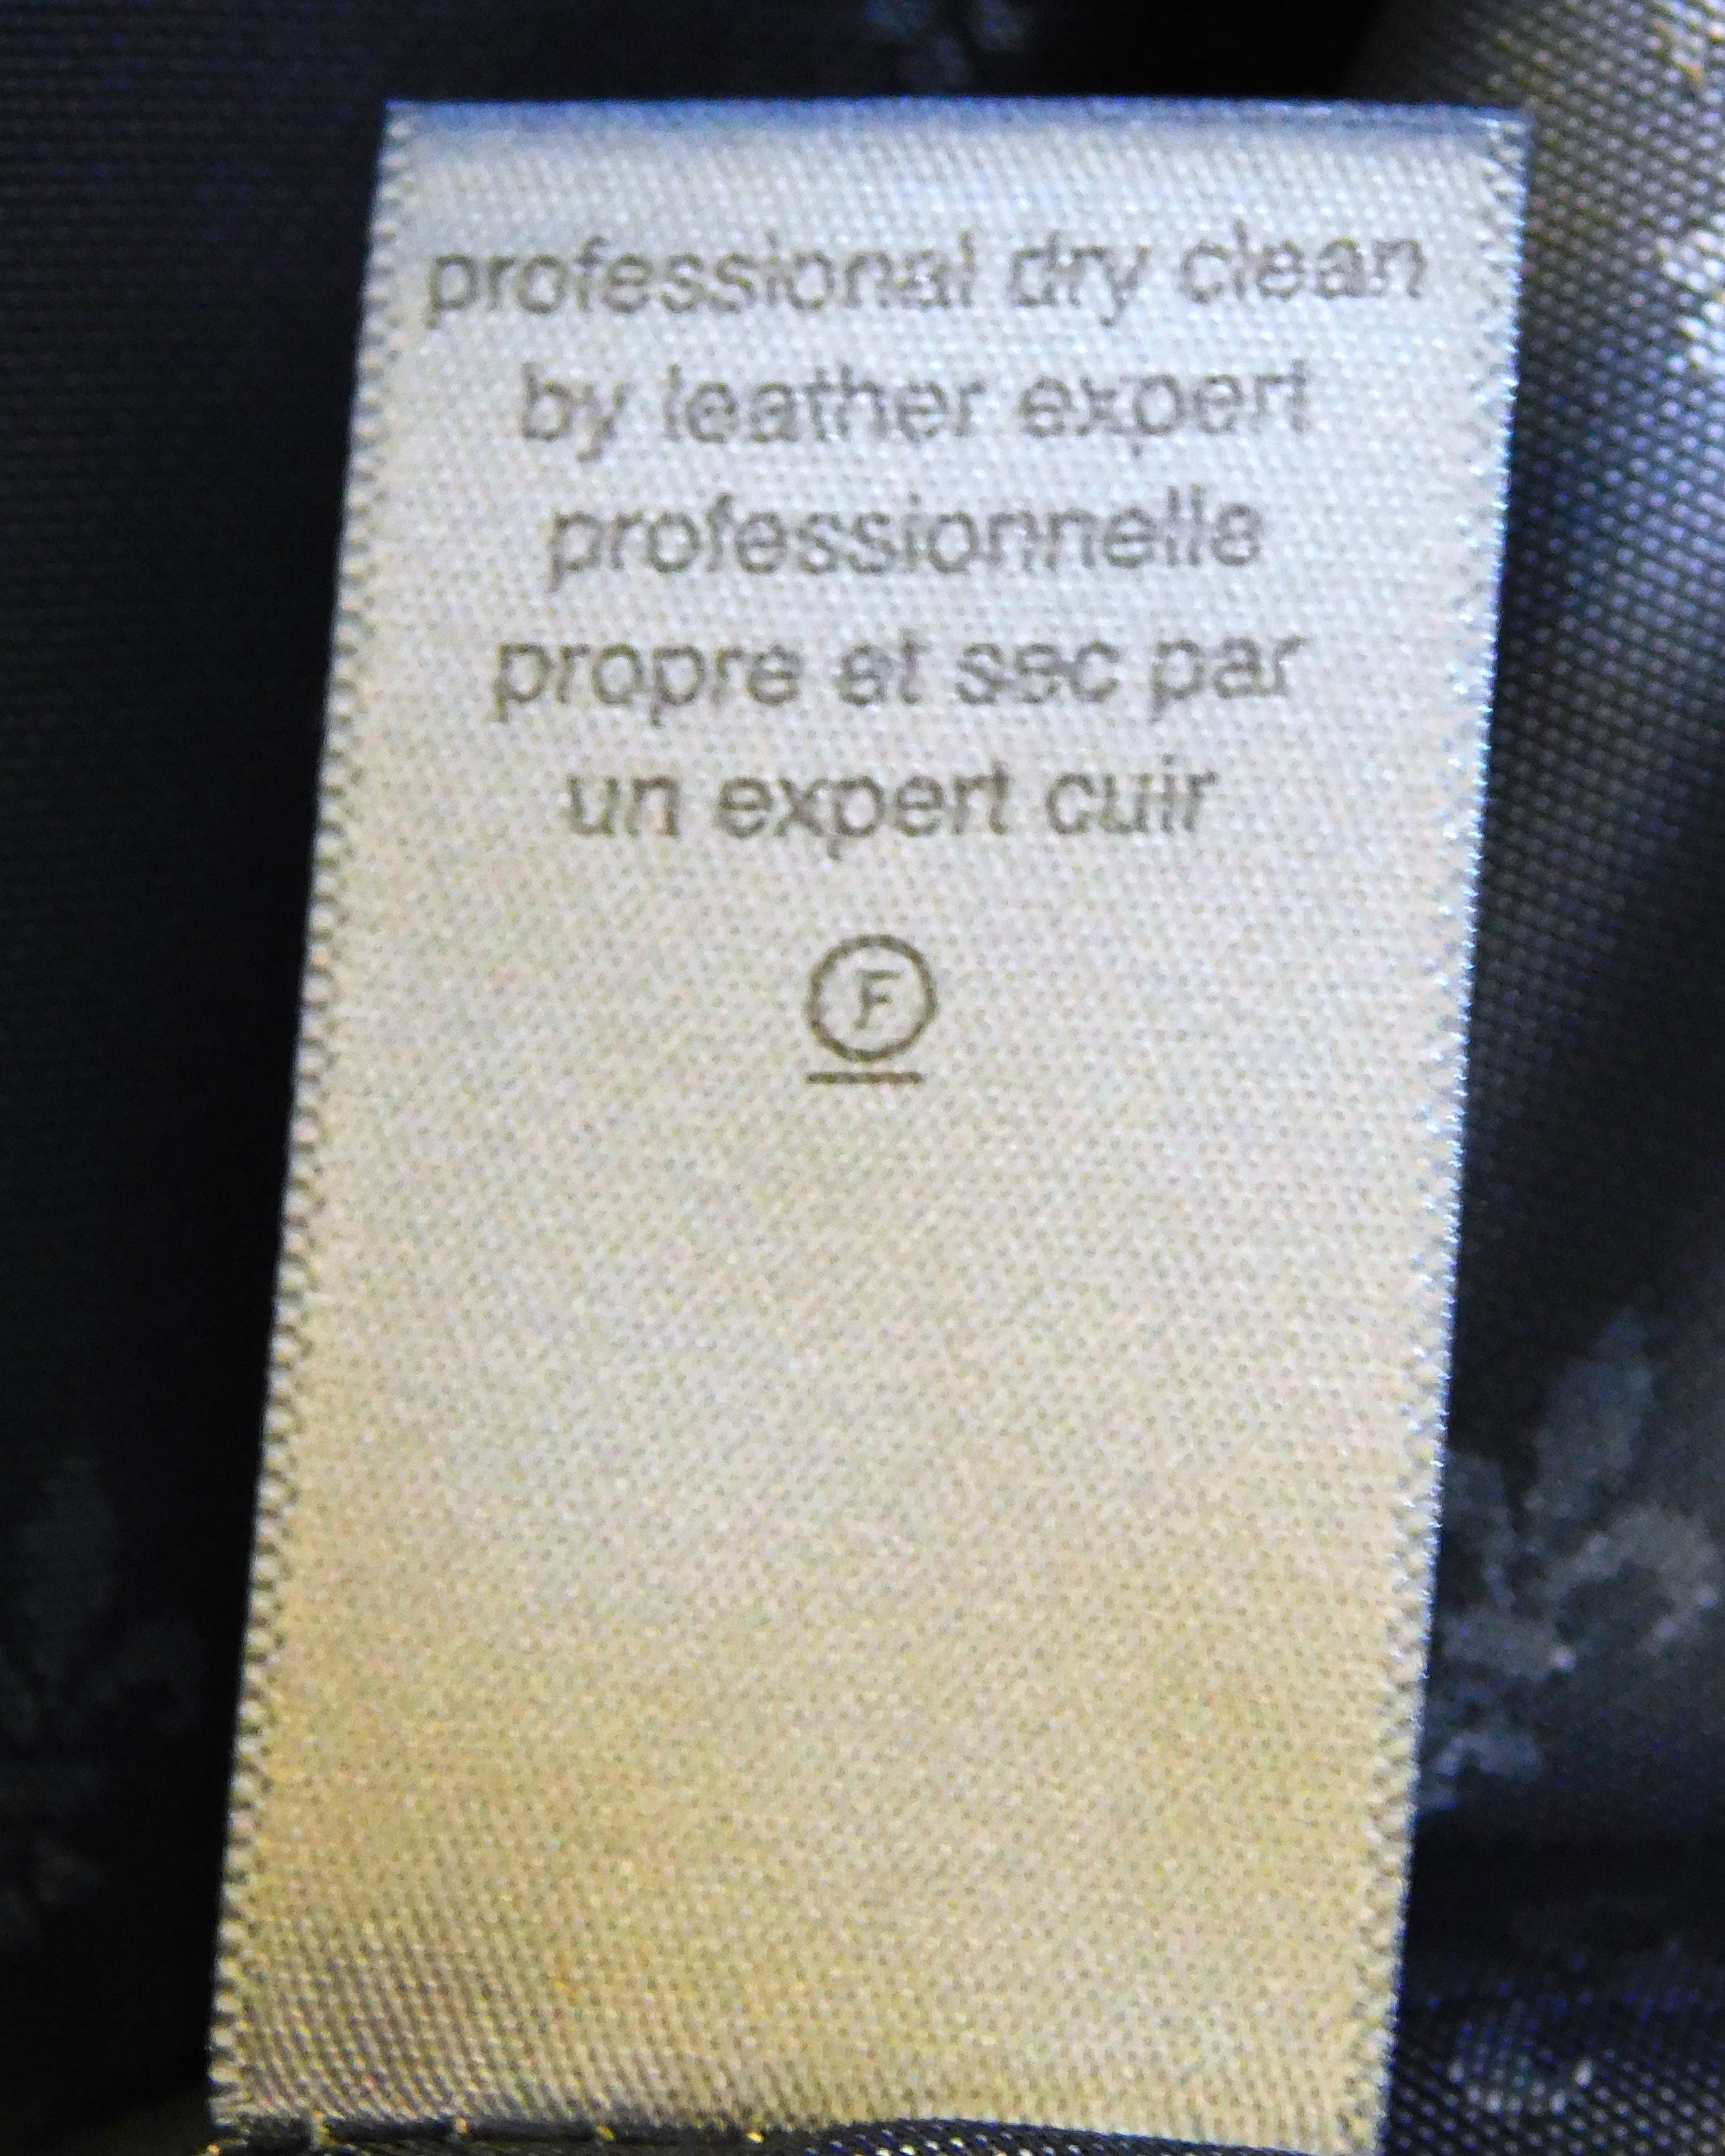 professional dry clean
by leather expert
professionnelle
propre et sec par
un expert cuir
F